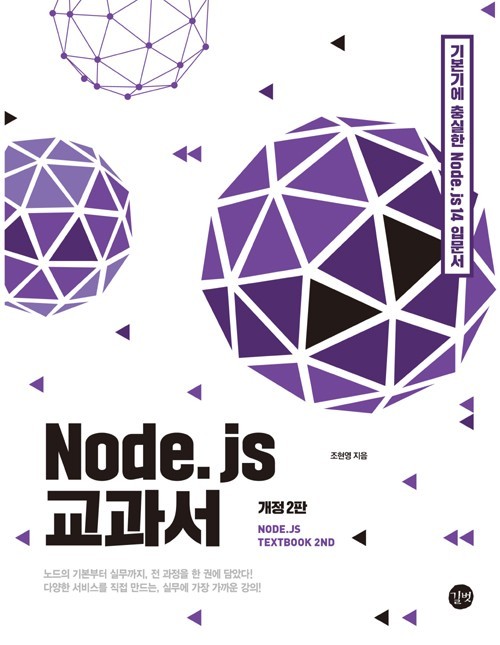 기본기에 충실한 Node.js 14 입문서
Node.js
교과서
조현영 지음
개정 2판
NODE.JS
TEXTBOOK 2ND
노드의 기본부터 실무까지, 전 과정을 한 권에 담았다!
다양한 서비스를 직접 만드는, 실무에 가장 가까운 강의!
길벗